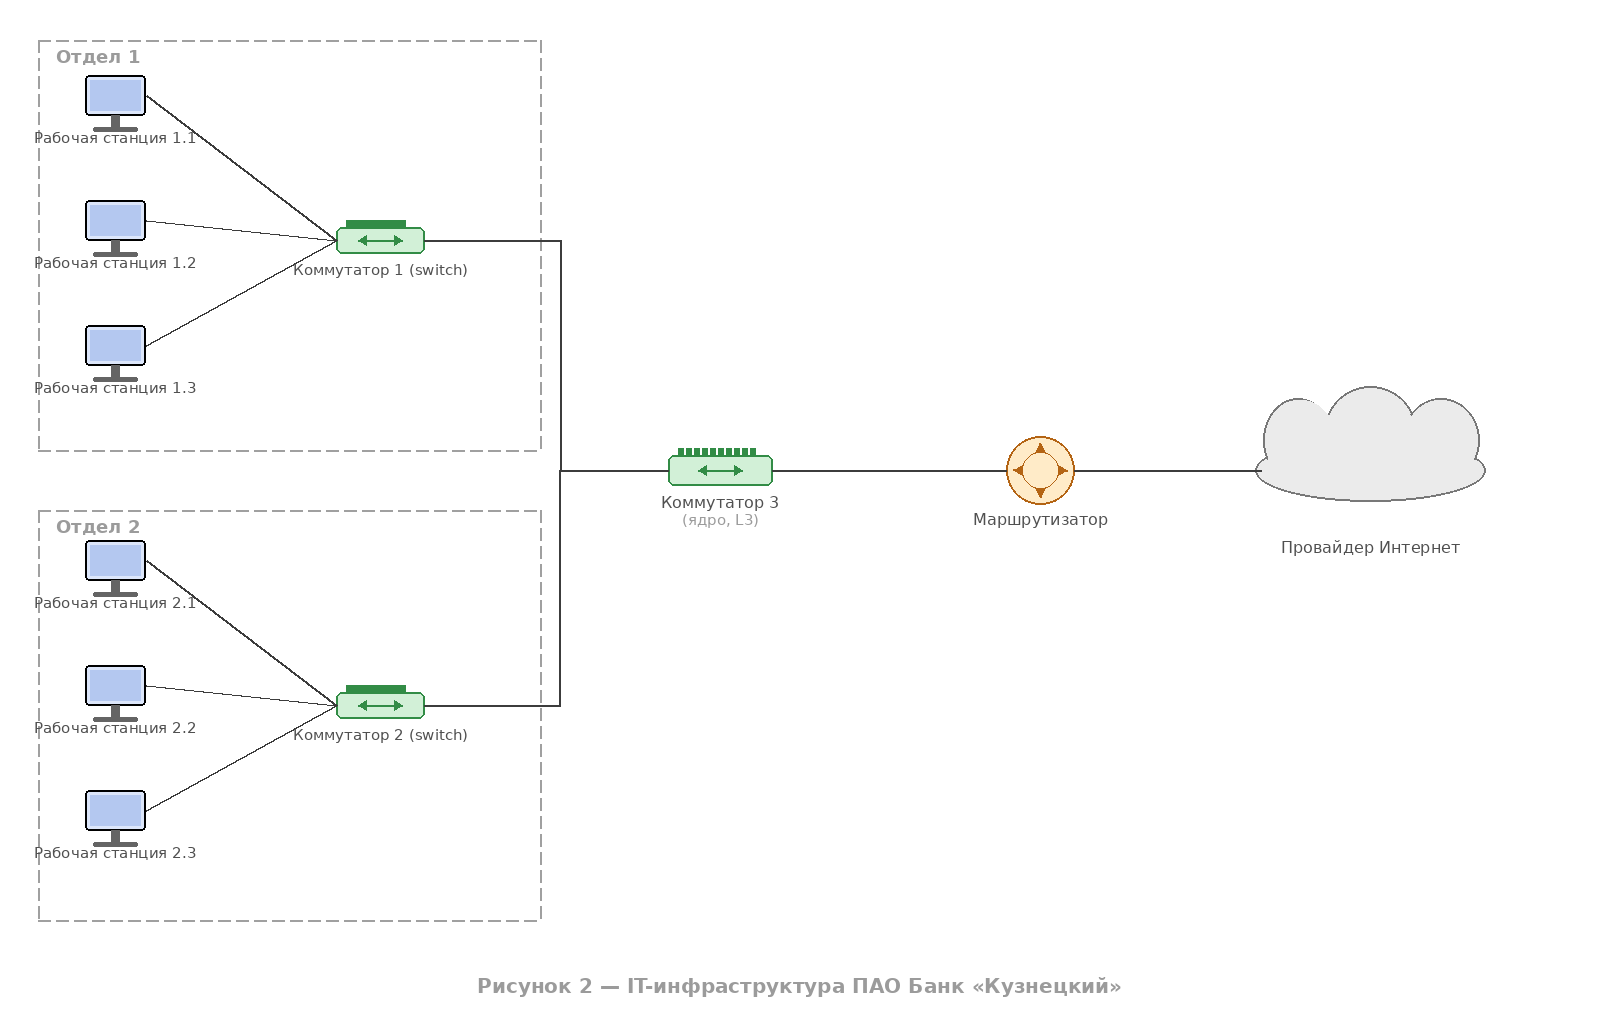 Отдел 1
Рабочая станция 1.1
Рабочая станция 1.2
Коммутатор 1 (switch)
Рабочая станция 1.3
Коммутатор 3
(ядро, L3)
Маршрутизатор
Провайдер Интернет
Отдел 2
Рабочая станция 2.1
Рабочая станция 2.2
Коммутатор 2 (switch)
Рабочая станция 2.3
Рисунок 2 — IT-инфраструктура ПАО Банк «Кузнецкий»